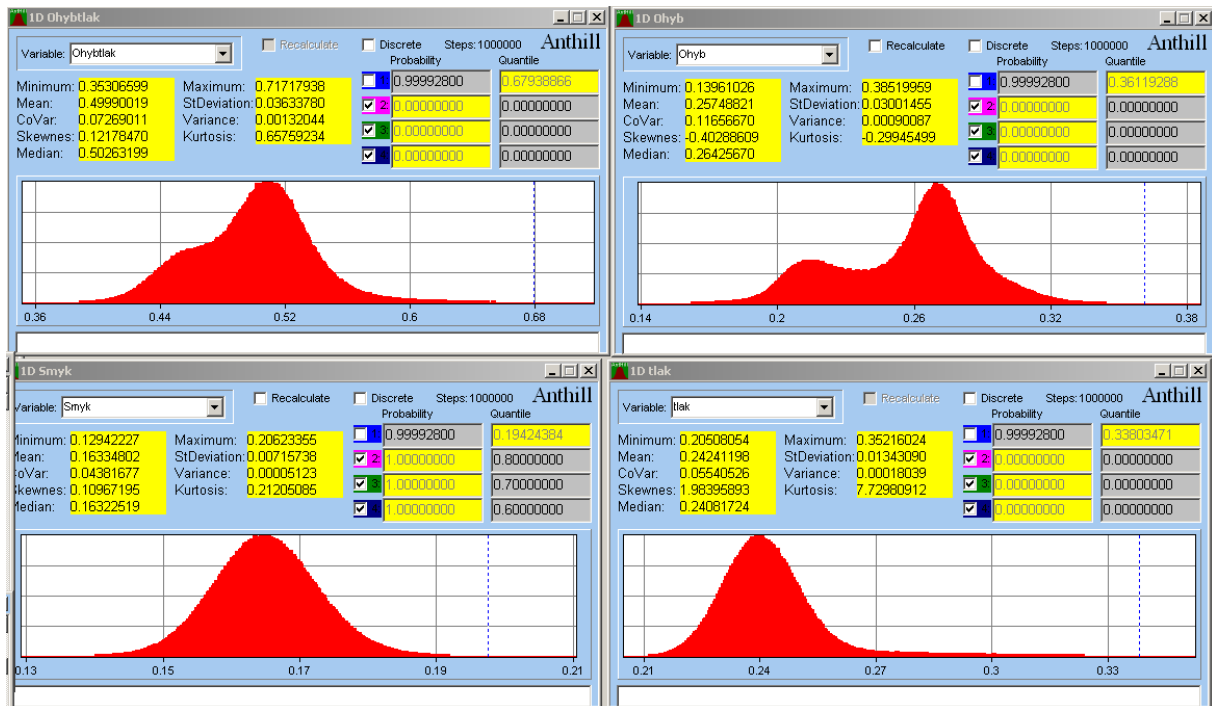 1D Ohybtlak
Variable: Ohybtlak
Recalculate
Discrete Steps: 1000000 Anthill
Probability Quantile
Minimum: 0.35306599 Maximum: 0.71717938 1 0.99992800 0.67938866
Mean: 0.49990019 StDeviation: 0.03633780 2 0.00000000 0.00000000
CoVar: 0.07269011 Variance: 0.00132044 3 0.00000000 0.00000000
Skewnes: 0.12178470 Kurtosis: 0.65759234
Median: 0.50263199 0.00000000 0.00000000
0.36 0.44 0.52 0.6 0.68
1D Ohyb
Variable: Ohyb
Recalculate
Discrete Steps: 1000000 Anthill
Probability Quantile
Minimum: 0.13961026 Maximum: 0.38519959 1 0.99992800 0.36119288
Mean: 0.25748821 StDeviation: 0.03001455 2 0.00000000 0.00000000
CoVar: 0.11656670 Variance: 0.00090087 3 0.00000000 0.00000000
Skewnes: -0.40288609 Kurtosis: -0.29945499
Median: 0.26425670 0.00000000 0.00000000
0.14 0.2 0.26 0.32 0.38
1D Smyk
Variable: Smyk
Recalculate
Discrete Steps: 1000000 Anthill
Probability Quantile
Minimum: 0.12942227 Maximum: 0.20623355 1 0.99992800 0.19424384
Mean: 0.16334802 StDeviation: 0.00715738 2 1.00000000 0.80000000
CoVar: 0.04381677 Variance: 0.00005123 3 1.00000000 0.70000000
Skewnes: 0.10967195 Kurtosis: 0.21205085
Median: 0.16322519 1.00000000 0.60000000
0.13 0.15 0.17 0.19 0.21
1D tlak
Variable: tlak
Recalculate
Discrete Steps: 1000000 Anthill
Probability Quantile
Minimum: 0.20508054 Maximum: 0.35216024 1 0.99992800 0.33803471
Mean: 0.24241198 StDeviation: 0.01343090 2 0.00000000 0.00000000
CoVar: 0.05540526 Variance: 0.00018039 3 0.00000000 0.00000000
Skewnes: 1.98395893 Kurtosis: 7.72980912
Median: 0.24081724 0.00000000 0.00000000
0.21 0.24 0.27 0.3 0.33